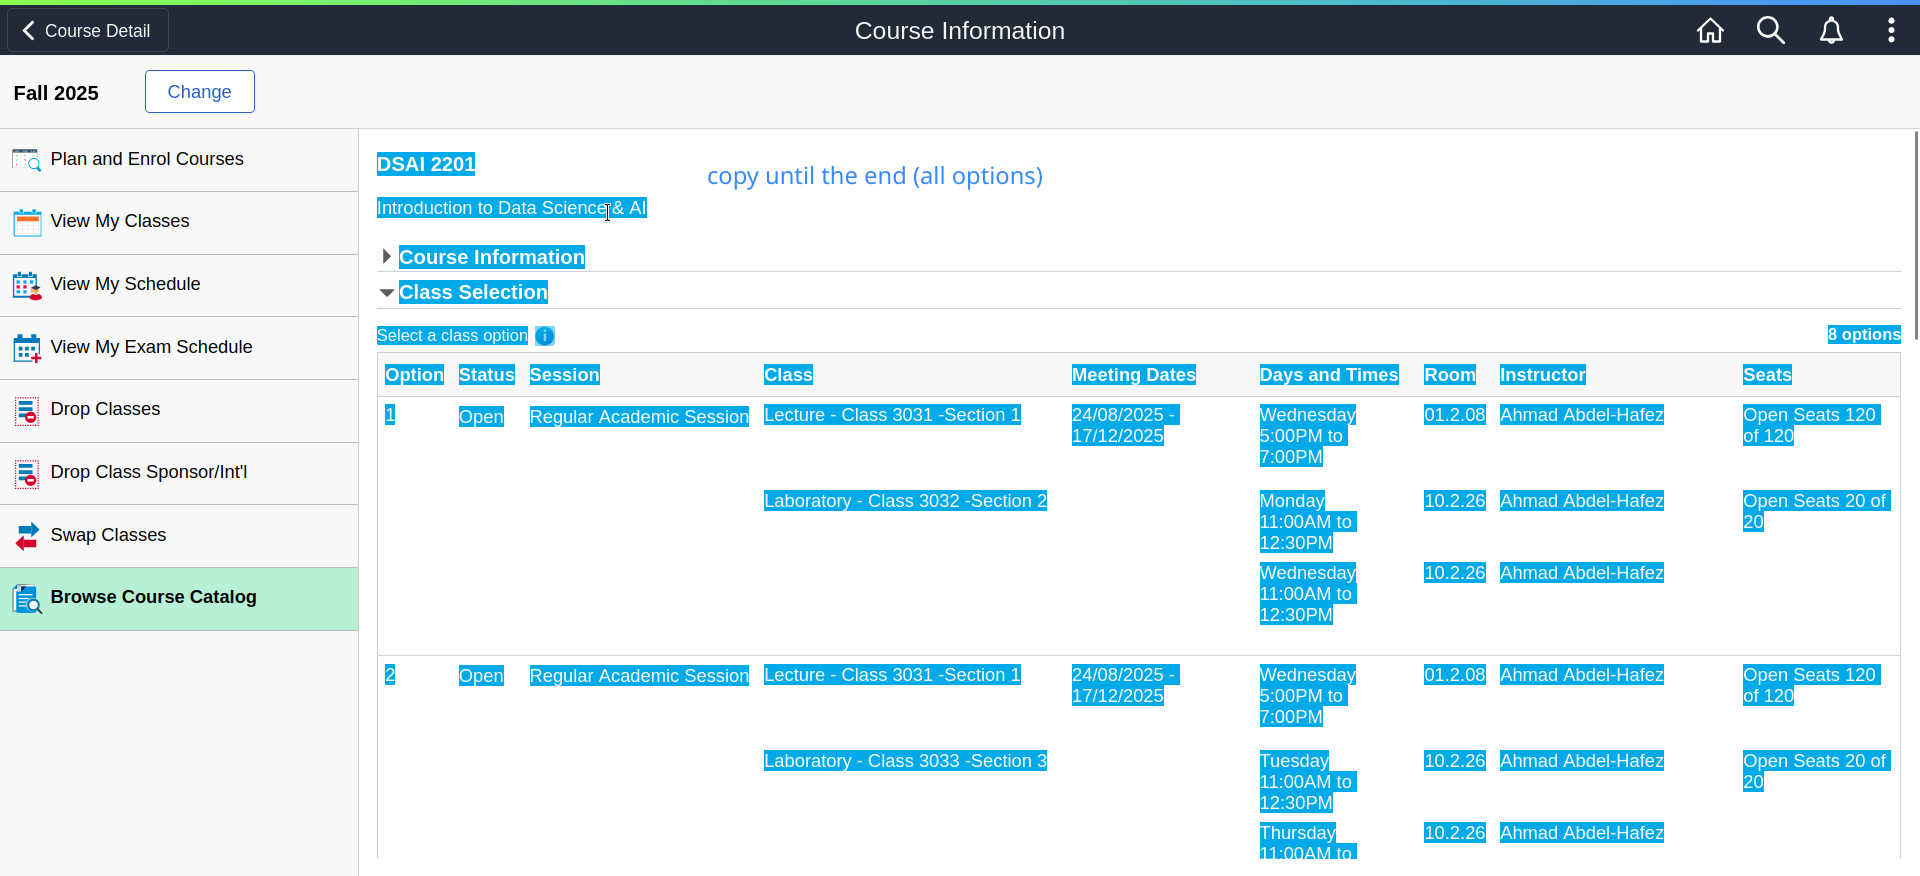 Course Detail
Course Information
Fall 2025
Change
Plan and Enrol Courses
View My Classes
View My Schedule
View My Exam Schedule
Drop Classes
Drop Class Sponsor/Int'l
Swap Classes
Browse Course Catalog
DSAI 2201
copy until the end (all options)
Introduction to Data Science & AI
Course Information
Class Selection
Select a class option
8 options
Option Status Session Class Meeting Dates Days and Times Room Instructor Seats
1 Open Regular Academic Session Lecture - Class 3031 -Section 1 24/08/2025 - Wednesday 01.2.08 Ahmad Abdel-Hafez Open Seats 120
17/12/2025 5:00PM to of 120
7:00PM
Laboratory - Class 3032 -Section 2 Monday 10.2.26 Ahmad Abdel-Hafez Open Seats 20 of
11:00AM to 20
12:30PM
Wednesday 10.2.26 Ahmad Abdel-Hafez
11:00AM to
12:30PM
2 Open Regular Academic Session Lecture - Class 3031 -Section 1 24/08/2025 - Wednesday 01.2.08 Ahmad Abdel-Hafez Open Seats 120
17/12/2025 5:00PM to of 120
7:00PM
Laboratory - Class 3033 -Section 3 Tuesday 10.2.26 Ahmad Abdel-Hafez Open Seats 20 of
11:00AM to 20
12:30PM
Thursday 10.2.26 Ahmad Abdel-Hafez
11:00AM to